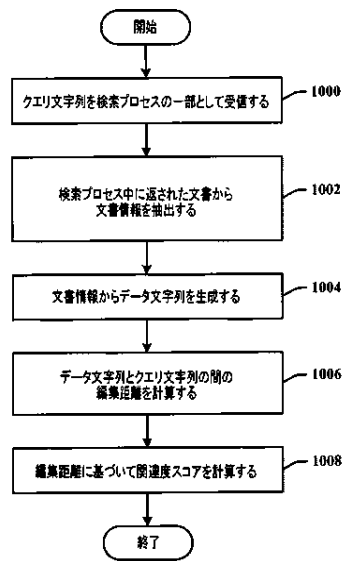 開始
クエリ文字列を検索プロセスの一部として受信する
1000
検索プロセス中に返された文書から
文書情報を抽出する
1002
文書情報からデータ文字列を生成する
1004
データ文字列とクエリ文字列の間の
編集距離を計算する
1006
編集距離に基づいて関連度スコアを計算する
1008
終了